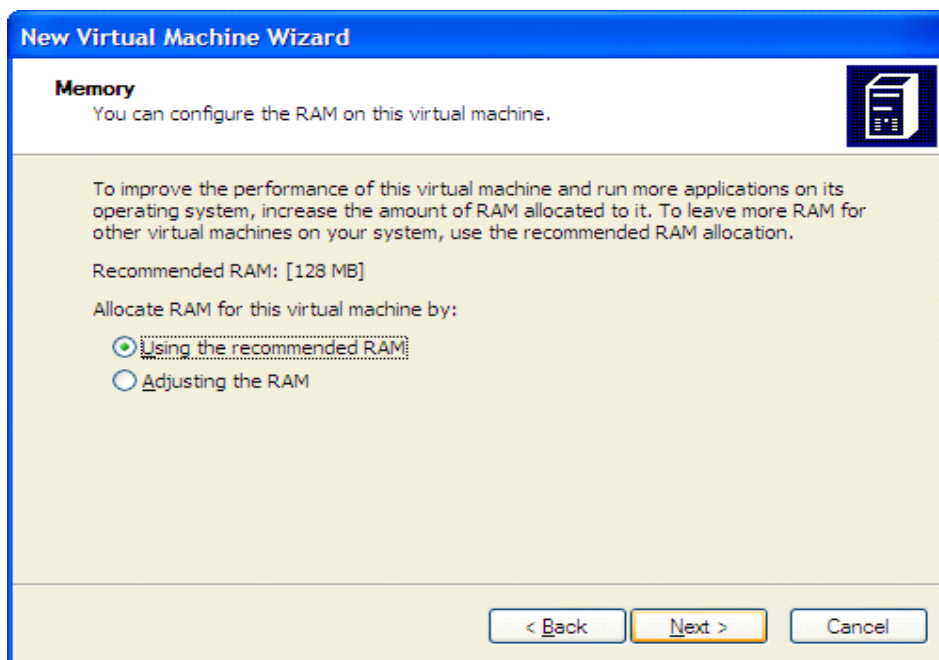 New Virtual Machine Wizard
Memory
You can configure the RAM on this virtual machine.
To improve the performance of this virtual machine and run more applications on its
operating system, increase the amount of RAM allocated to it. To leave more RAM for
other virtual machines on your system, use the recommended RAM allocation.
Recommended RAM: [128 MB]
Allocate RAM for this virtual machine by:
Using the recommended RAM
Adjusting the RAM
< Back Next > Cancel